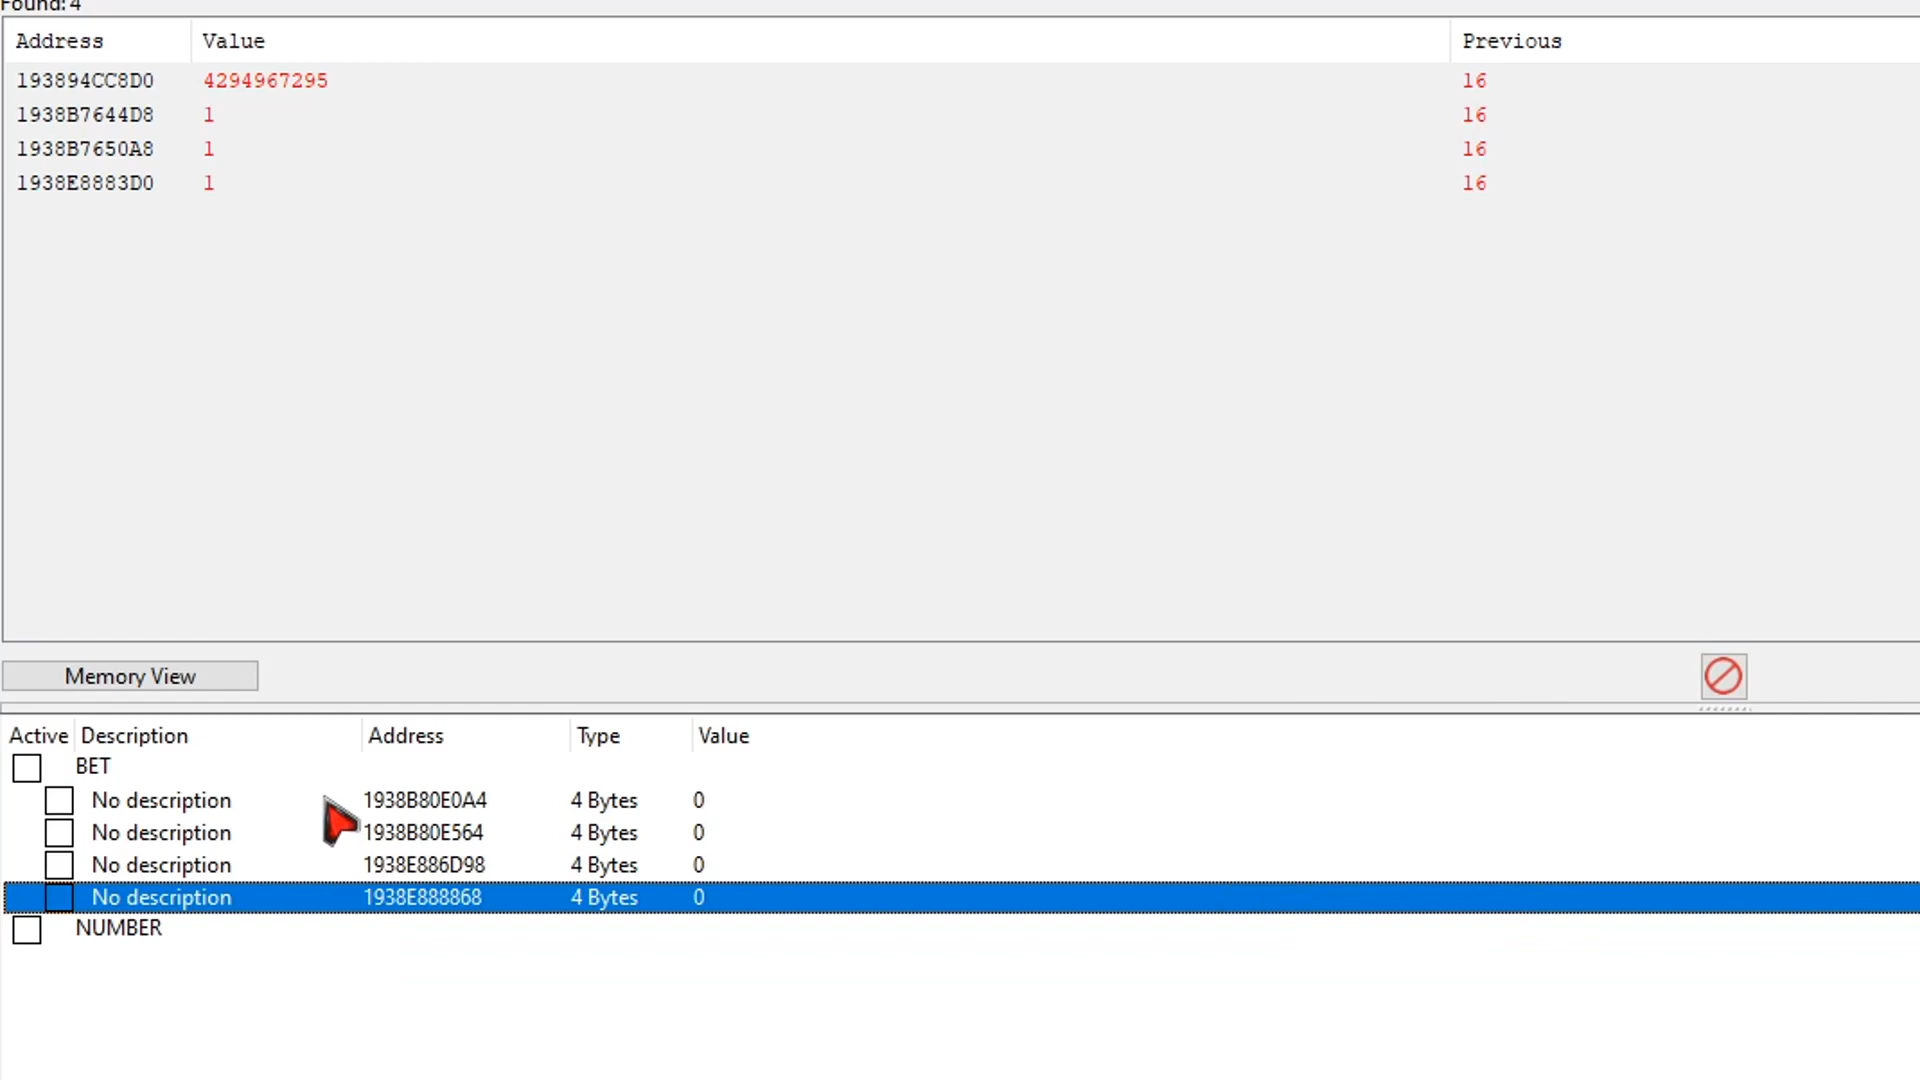 Found: 4
Address Value Previous
193894CC8D0 4294967295 16
1938B7644D8 1 16
1938B7650A8 1 16
1938E8883D0 1 16
Memory View
Active Description Address Type Value
BET
No description 1938B80E0A4 4 Bytes 0
No description 1938B80E564 4 Bytes 0
No description 1938E886D98 4 Bytes 0
No description 1938E888868 4 Bytes 0
NUMBER